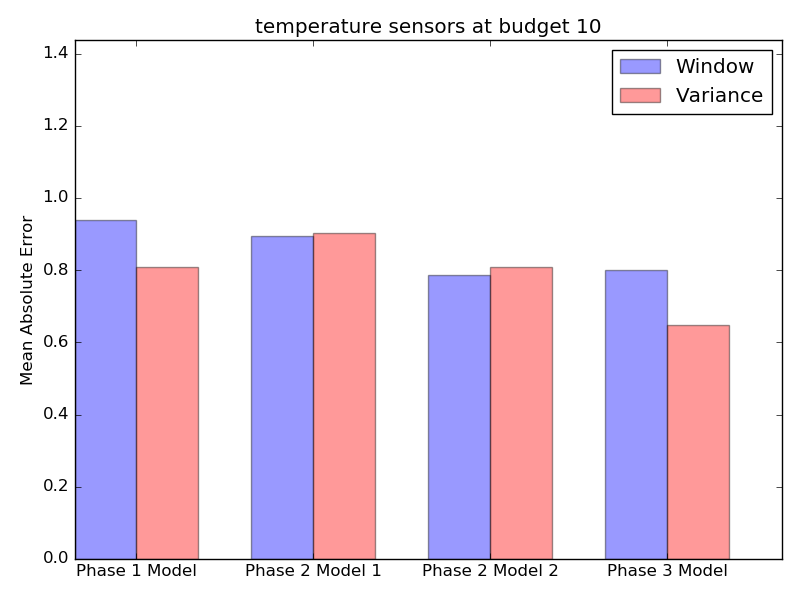 temperature sensors at budget 10
Window
Variance
Mean Absolute Error
1.4
1.2
1.0
0.8
0.6
0.4
0.2
0.0
Phase 1 Model
Phase 2 Model 1
Phase 2 Model 2
Phase 3 Model